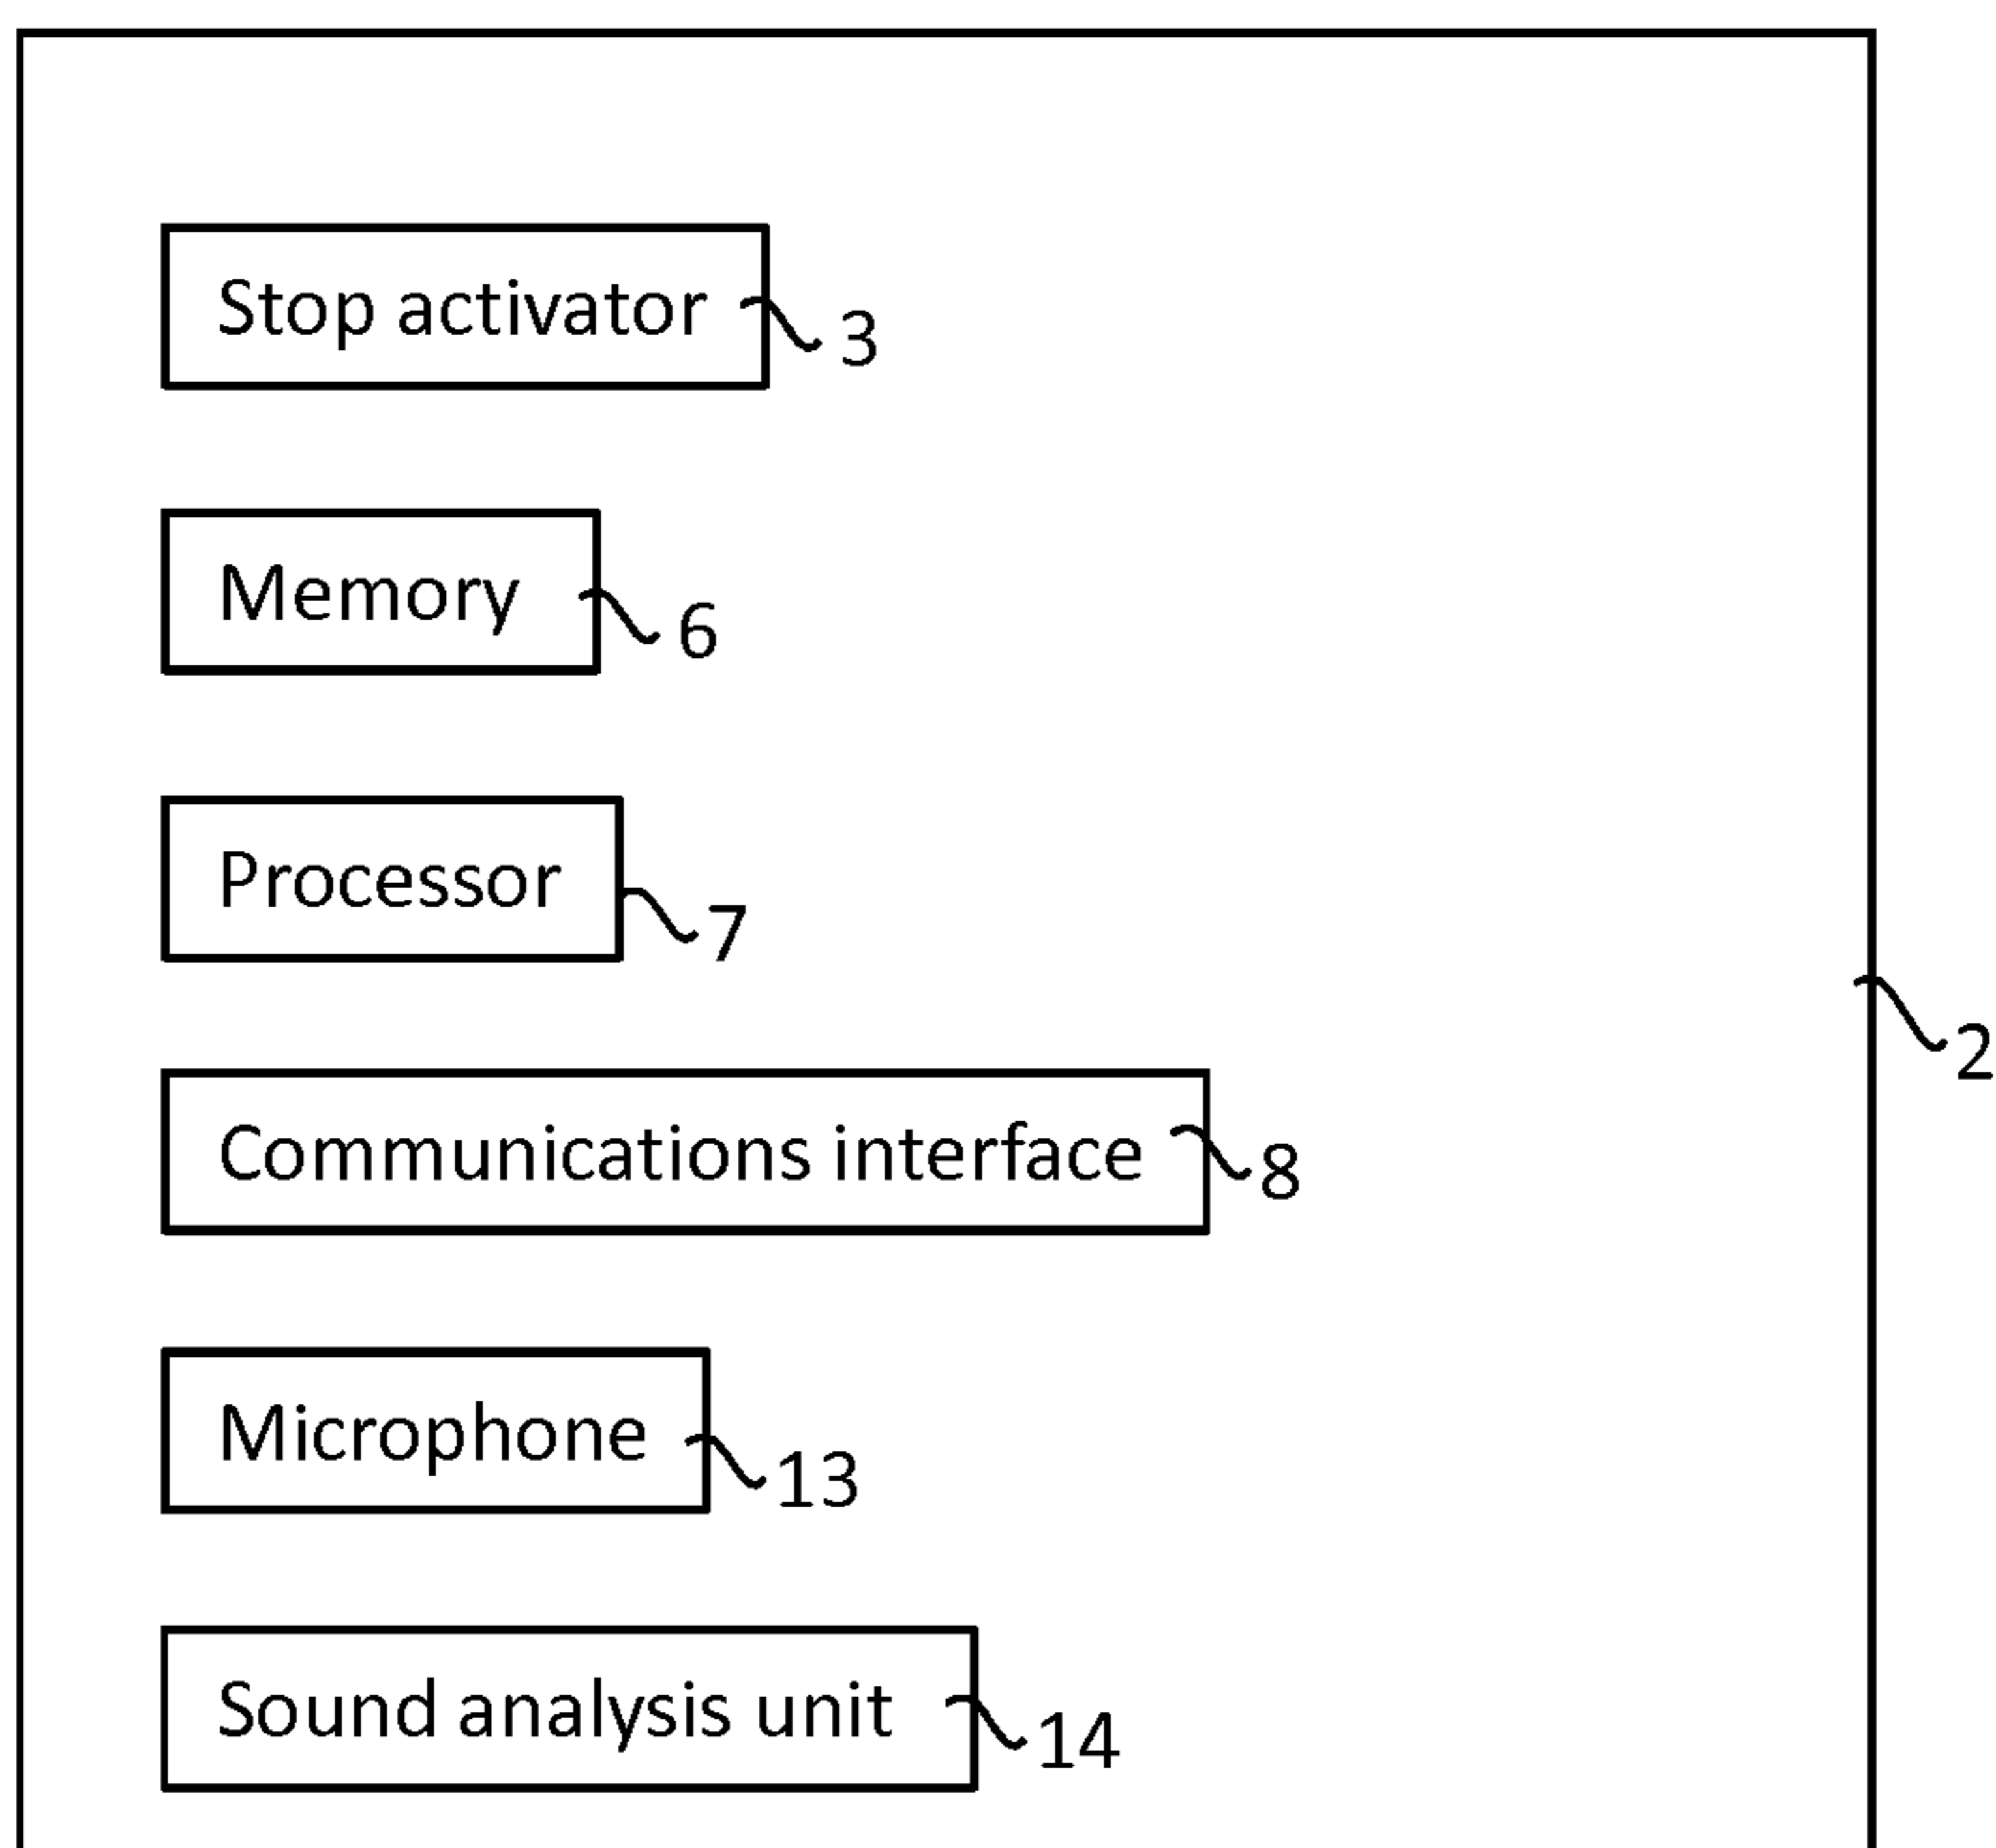 Stop activator
3
Memory
6
Processor
7
2
Communications interface
8
Microphone
13
Sound analysis unit
14